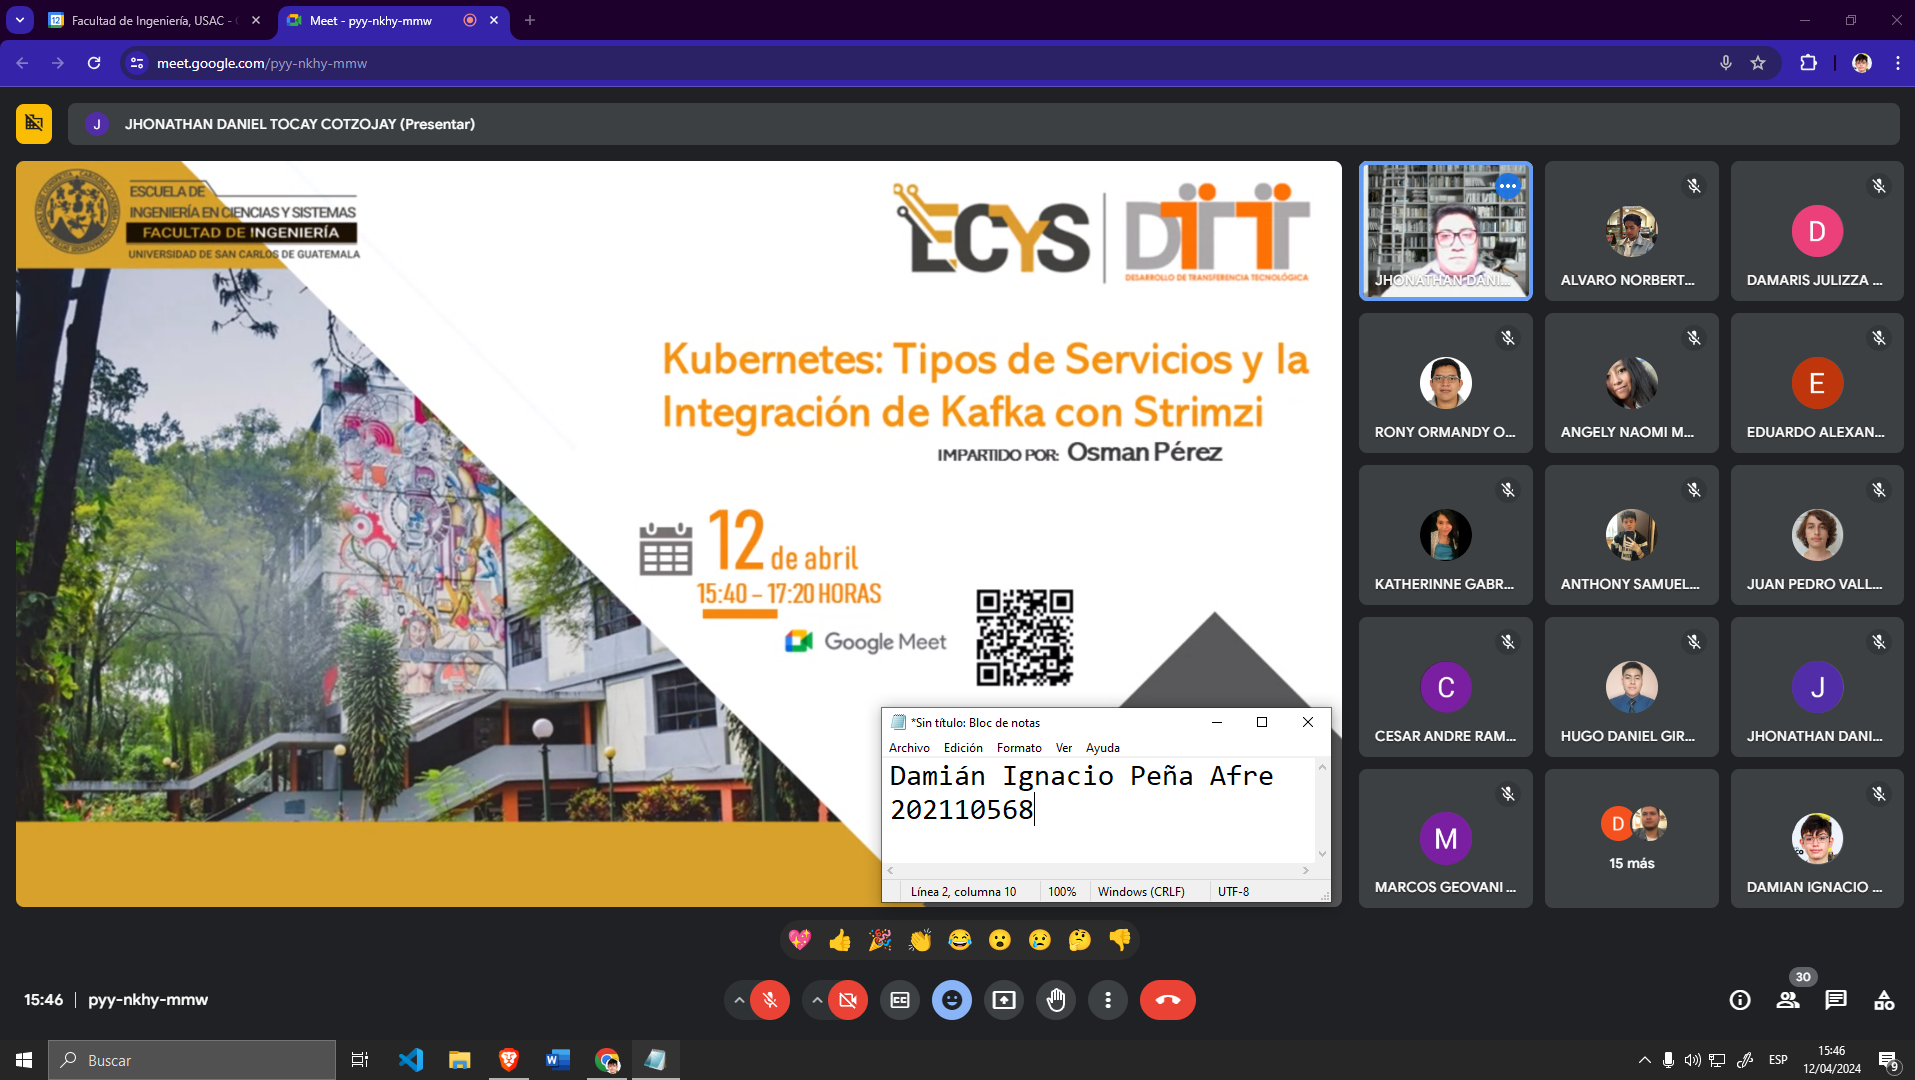 Facultad de Ingeniería, USAC -
Meet - pyy-nkhy-mmw
meet.google.com/pyy-nkhy-mmw
J
JHONATHAN DANIEL TOCAY COTZOJAY (Presentar)
ESCUELA DE
INGENIERÍA EN CIENCIAS Y SISTEMAS
FACULTAD DE INGENIERÍA
UNIVERSIDAD DE SAN CARLOS DE GUATEMALA
ECYS
DTT
DESARROLLO DE TRANSFERENCIA TECNOLÓGICA
Kubernetes: Tipos de Servicios y la
Integración de Kafka con Strimzi
IMPARTIDO POR: Osman Pérez
12 de abril
15:40 – 17:20 HORAS
Google Meet
*Sin título: Bloc de notas
Archivo Edición Formato Ver Ayuda
Damián Ignacio Peña Afre
202110568
Línea 2, columna 10 100% Windows (CRLF) UTF-8
JHONATHAN DANI...
ALVARO NORBERT...
D
DAMARIS JULIZZA ...
RONY ORMANDY O...
ANGELY NAOMI M...
E
EDUARDO ALEXAN...
KATHERINNE GABR...
ANTHONY SAMUEL...
JUAN PEDRO VALL...
C
CESAR ANDRE RAM...
HUGO DANIEL GIR...
J
JHONATHAN DANI...
M
MARCOS GEOVANI ...
D
15 más
DAMIAN IGNACIO ...
15:46 | pyy-nkhy-mmw
30
Buscar
ESP
15:46
12/04/2024
9